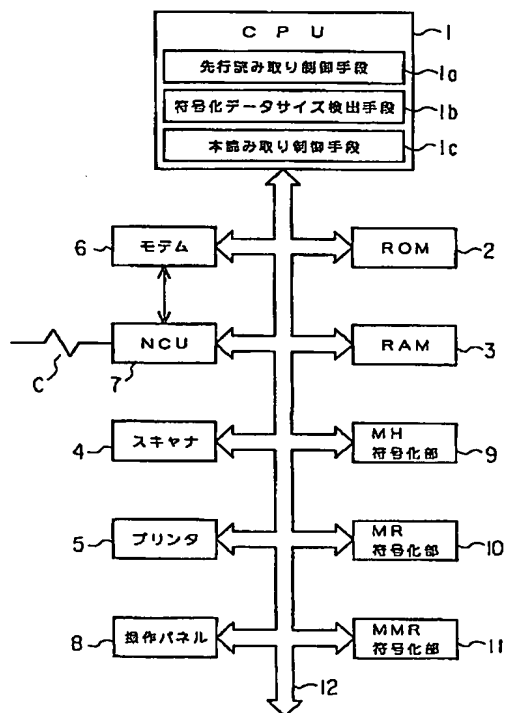 CPU
1
先行読み取り制御手段
1a
符号化データサイズ検出手段
1b
本読み取り制御手段
1c
6
モデム
ROM
2
C
NCU
7
RAM
3
4
スキャナ
MH
符号化部
9
5
プリンタ
MR
符号化部
10
8
操作パネル
MMR
符号化部
11
12